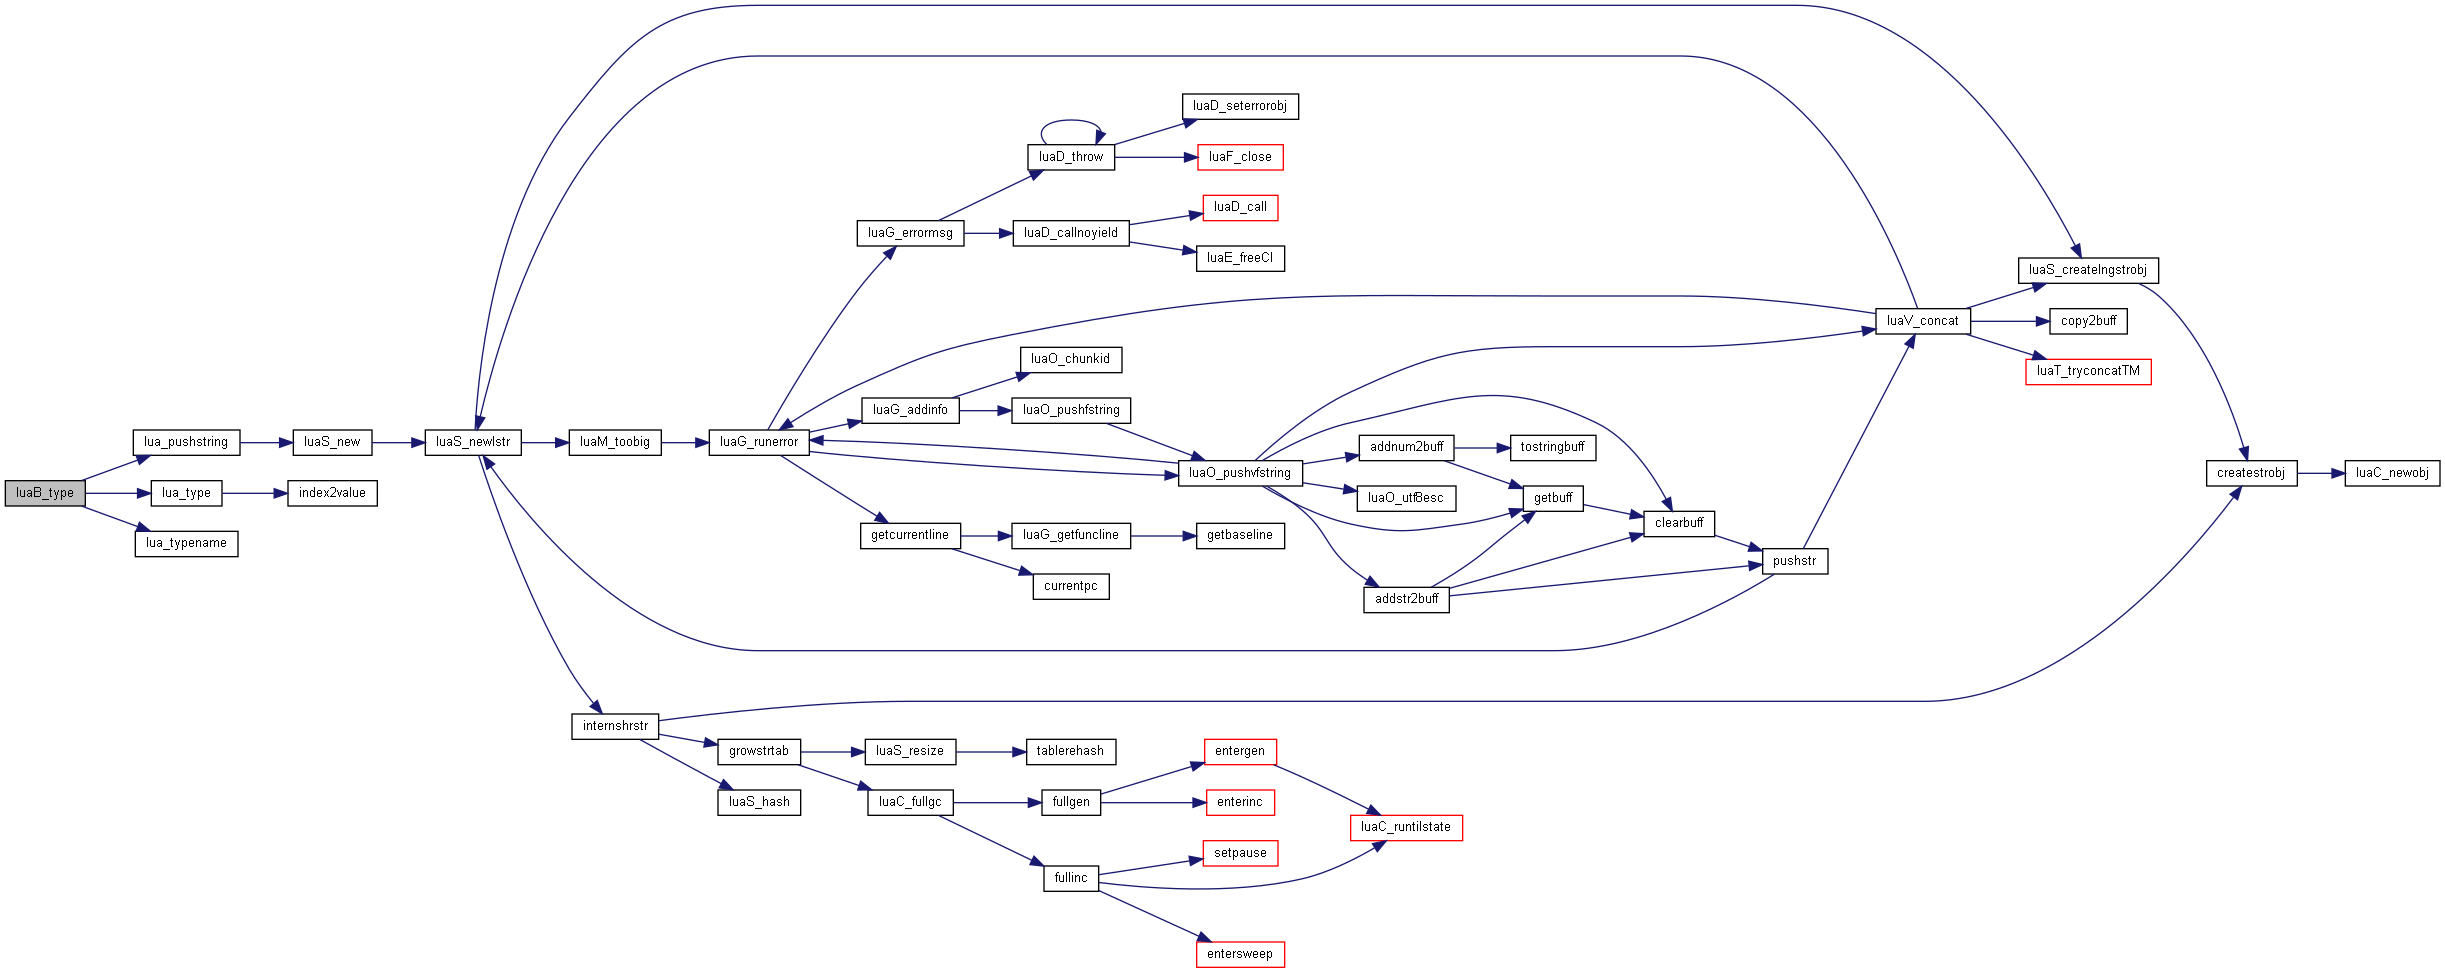 luaB_type
lua_pushstring
lua_type
lua_typename
luaS_new
index2value
luaS_newlstr
luaM_toobig
internshrstr
luaG_runerror
growstrtab
luaS_hash
luaG_errormsg
luaG_addinfo
getcurrentline
luaS_resize
luaC_fullgc
luaD_throw
luaD_callnoyield
luaO_chunkid
luaO_pushfstring
luaG_getfuncline
currentpc
tablerehash
fullgen
fullinc
luaD_seterrorobj
luaF_close
luaD_call
luaE_freeCI
luaO_pushvfstring
getbaseline
entergen
enterinc
setpause
entersweep
addnum2buff
luaO_utf8esc
addstr2buff
luaC_runtilstate
tostringbuff
getbuff
clearbuff
pushstr
luaV_concat
luaS_createlngstrobj
copy2buff
luaT_tryconcatTM
createstrobj
luaC_newobj